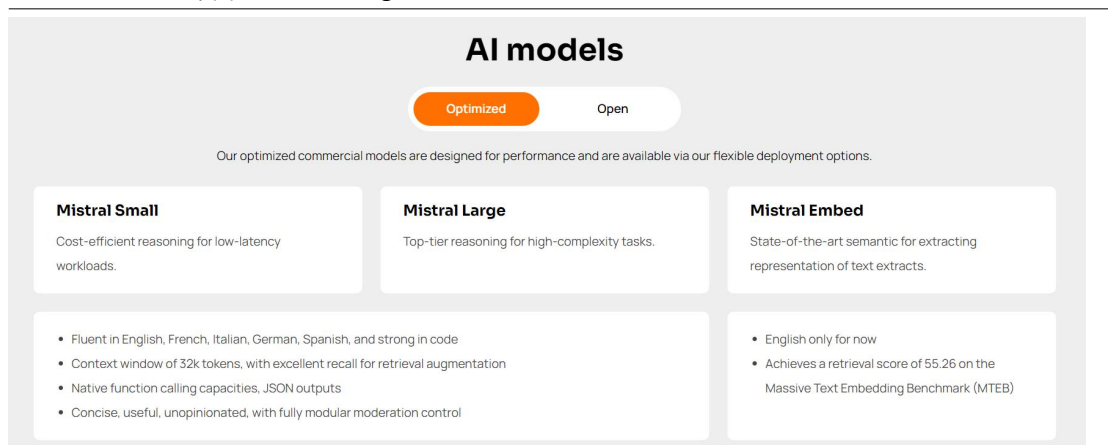 AI models
Optimized
Open
Our optimized commercial models are designed for performance and are available via our flexible deployment options.
Mistral Small
Cost-efficient reasoning for low-latency
workloads.
Mistral Large
Top-tier reasoning for high-complexity tasks.
Mistral Embed
State-of-the-art semantic for extracting
representation of text extracts.
• Fluent in English, French, Italian, German, Spanish, and strong in code
• Context window of 32k tokens, with excellent recall for retrieval augmentation
• Native function calling capacities, JSON outputs
• Concise, useful, unopinionated, with fully modular moderation control
• English only for now
• Achieves a retrieval score of 55.26 on the
Massive Text Embedding Benchmark (MTEB)